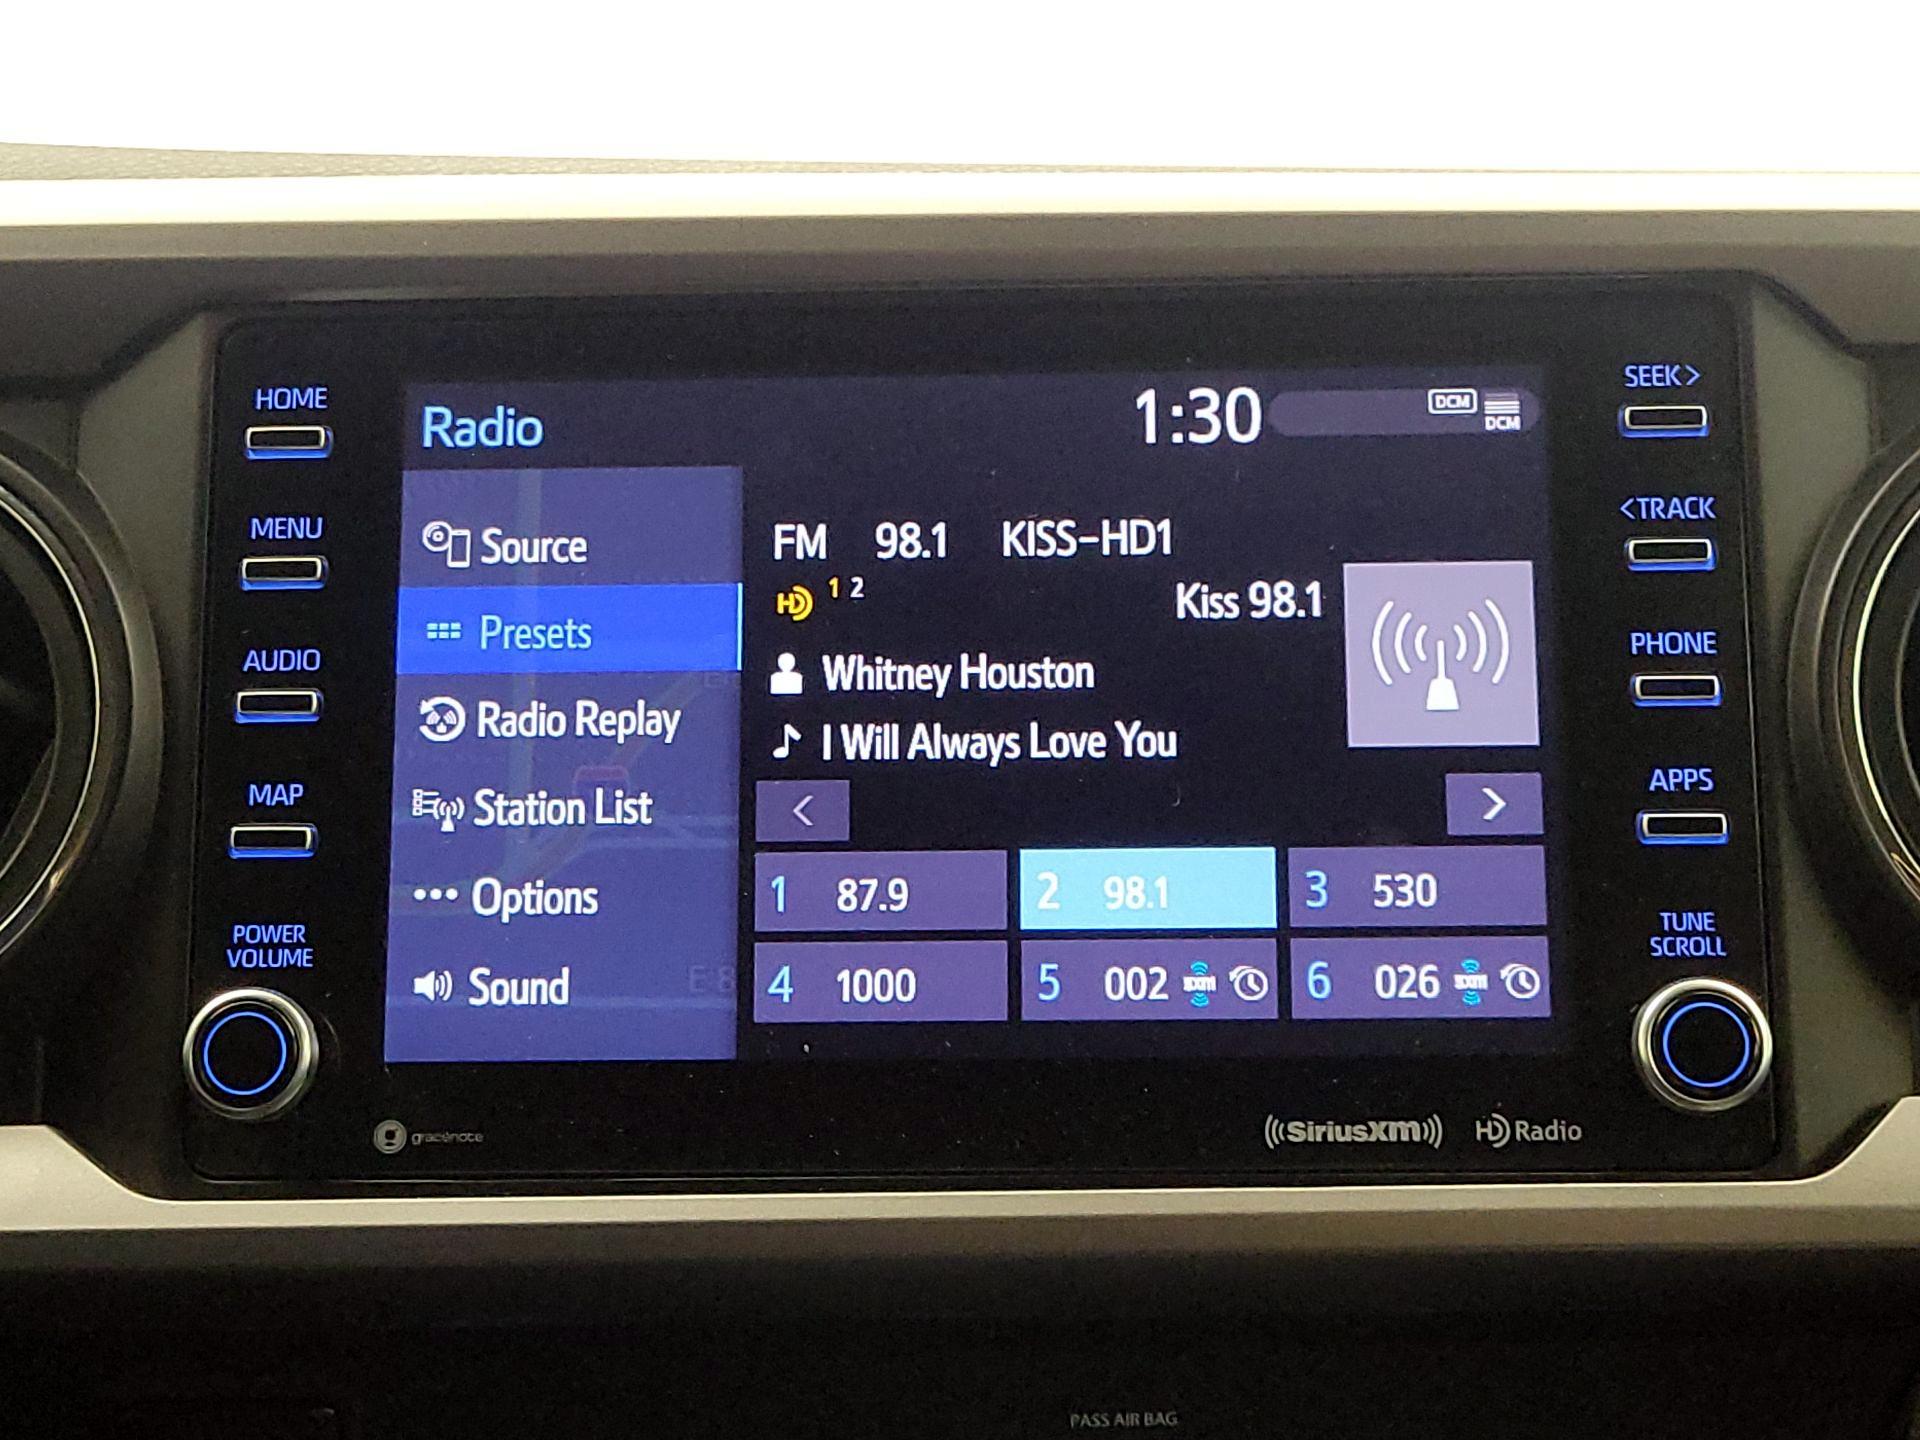 HOME
MENU
AUDIO
MAP
POWER
VOLUME
Radio
1:30
DCM
DCM
Source
Presets
Radio Replay
Station List
Options
Sound
FM 98.1 KISS-HD1
HD 1 2
Kiss 98.1
Whitney Houston
I Will Always Love You
<
>
1 87.9
2 98.1
3 530
4 1000
5 002 sxm
6 026 sxm
SEEK>
<TRACK
PHONE
APPS
TUNE
SCROLL
gracenote
((SiriusXM))
HD Radio
PASS AIR BAG